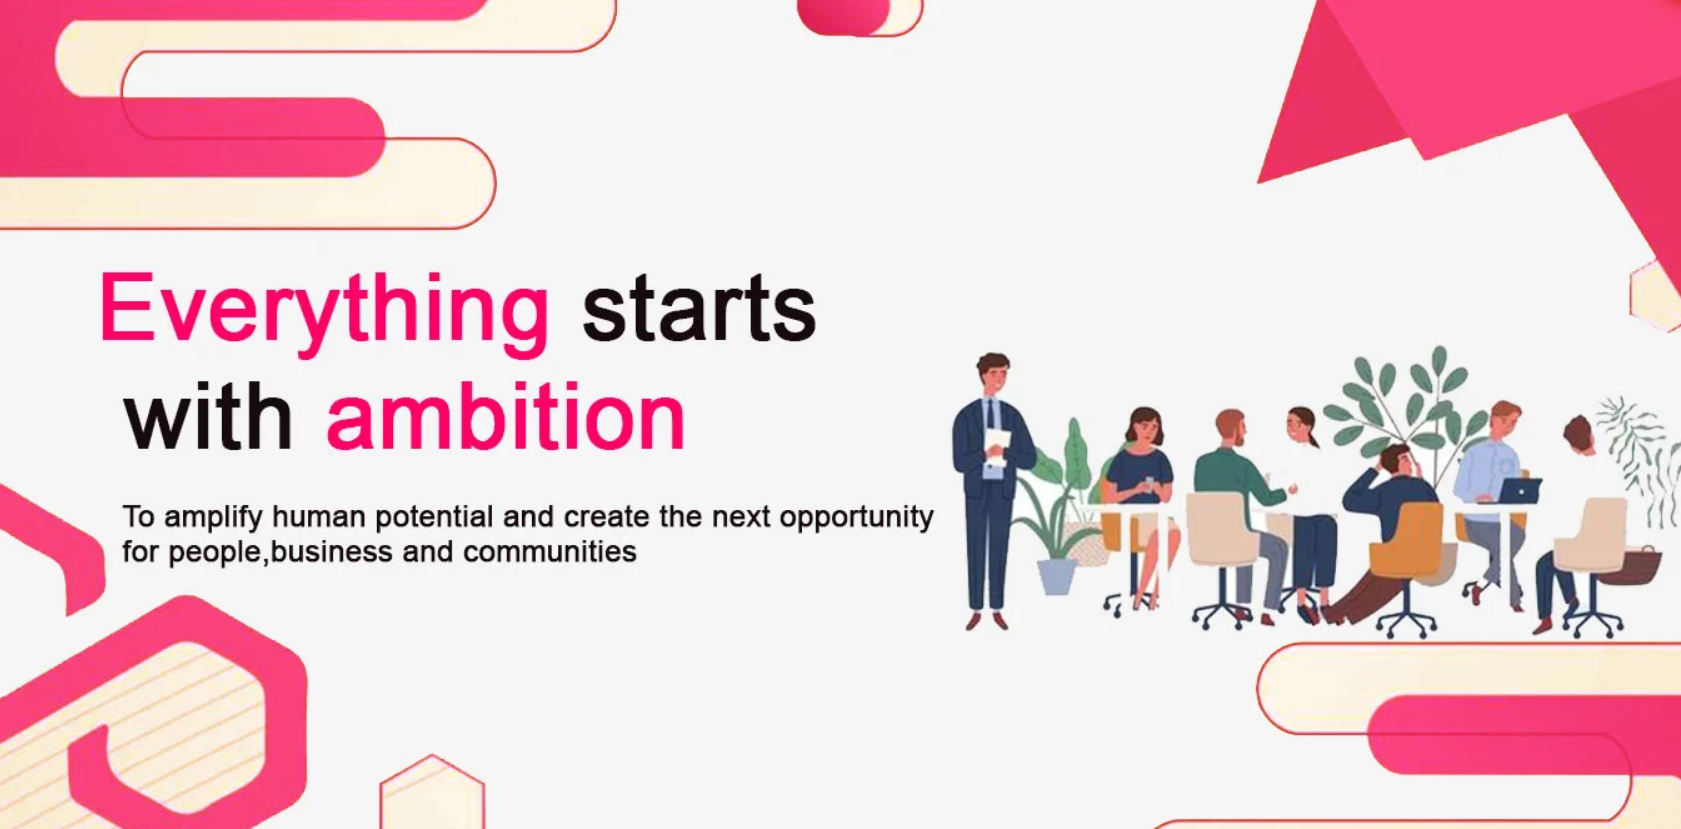 Everything starts
with ambition
To amplify human potential and create the next opportunity
for people,business and communities